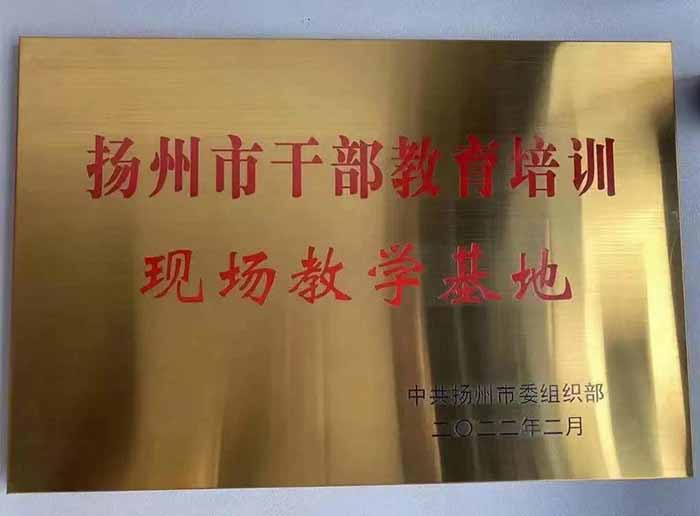 扬州市干部教育培训
现场教学基地
中共扬州市委组织部
二〇二二年二月